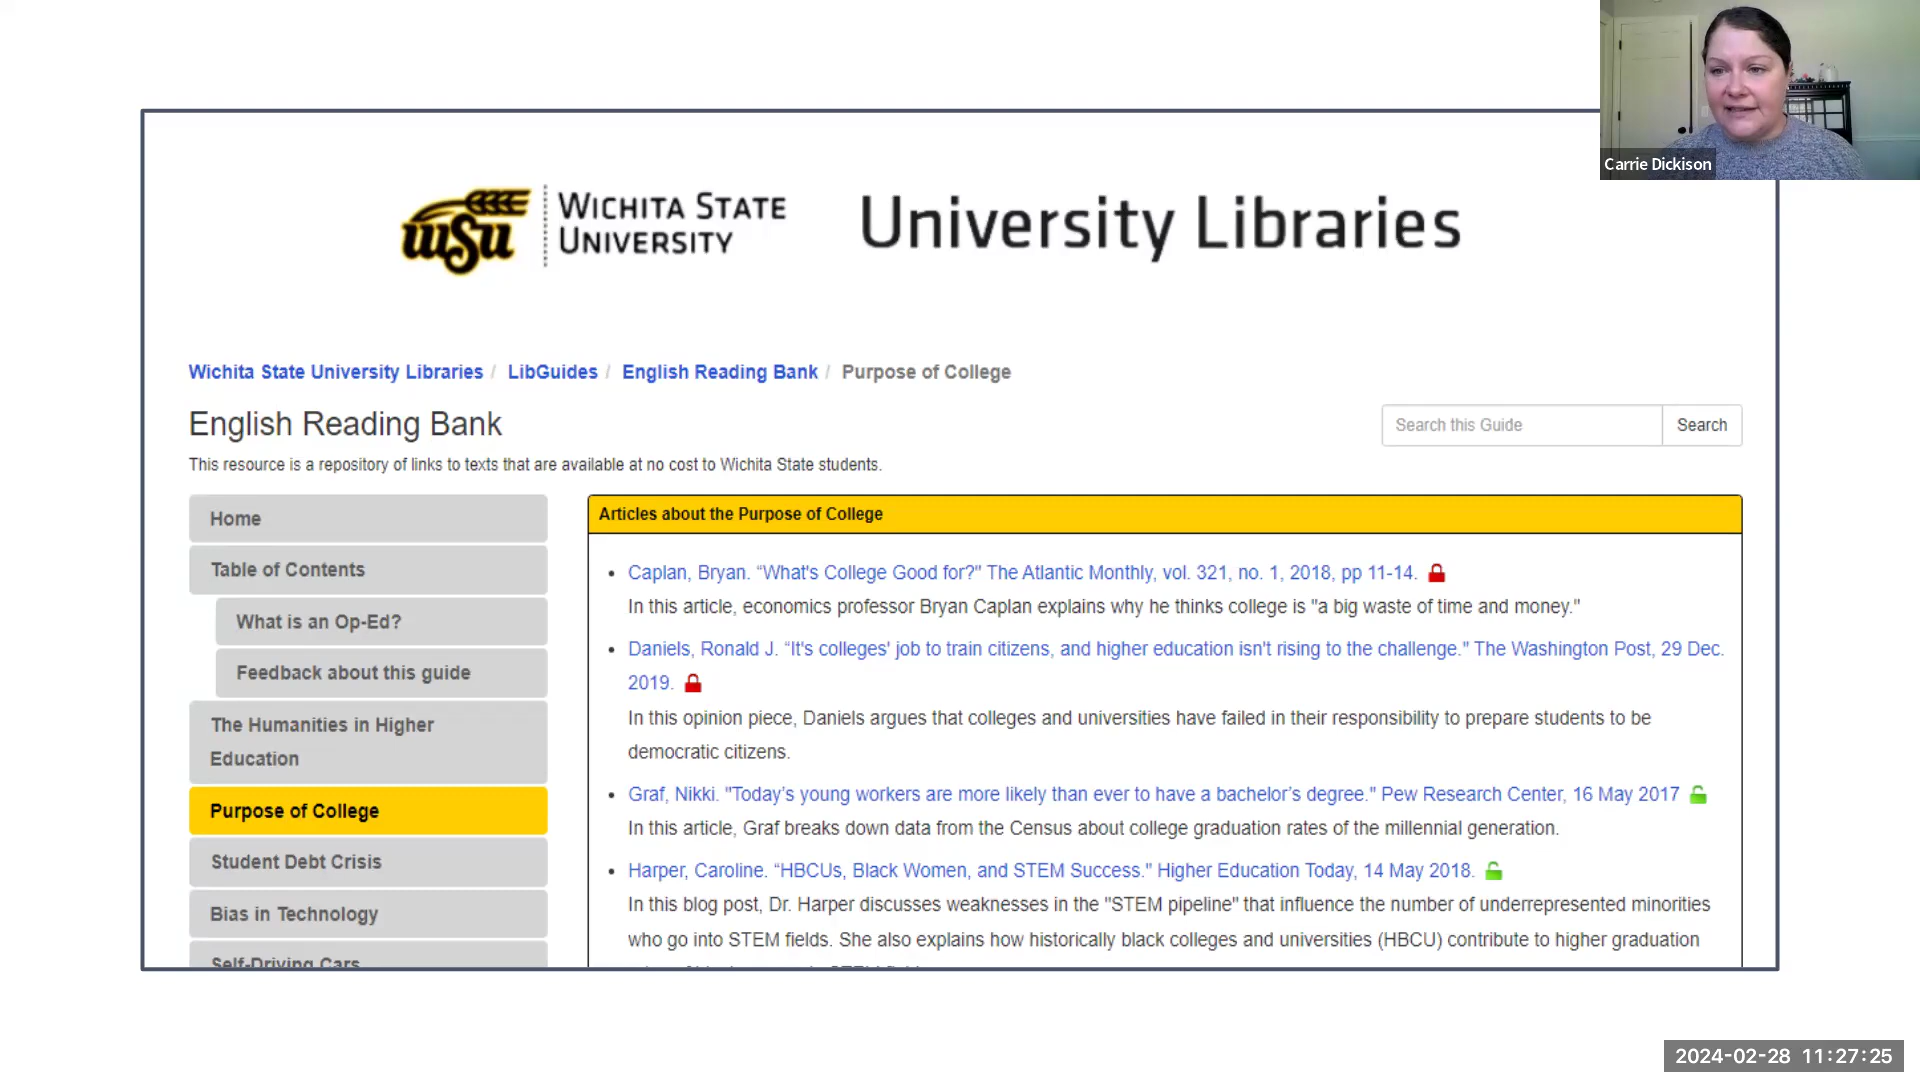 Carrie Dickison
WSU
WICHITA STATE
UNIVERSITY
University Libraries
Wichita State University Libraries / LibGuides / English Reading Bank / Purpose of College
English Reading Bank
Search this Guide
Search
This resource is a repository of links to texts that are available at no cost to Wichita State students.
Home
Table of Contents
What is an Op-Ed?
Feedback about this guide
The Humanities in Higher
Education
Purpose of College
Student Debt Crisis
Bias in Technology
Self-Driving Cars
Articles about the Purpose of College
• Caplan, Bryan. “What's College Good for?" The Atlantic Monthly, vol. 321, no. 1, 2018, pp 11-14.
In this article, economics professor Bryan Caplan explains why he thinks college is "a big waste of time and money."
• Daniels, Ronald J. “It's colleges' job to train citizens, and higher education isn't rising to the challenge." The Washington Post, 29 Dec.
2019.
In this opinion piece, Daniels argues that colleges and universities have failed in their responsibility to prepare students to be
democratic citizens.
• Graf, Nikki. "Today’s young workers are more likely than ever to have a bachelor’s degree." Pew Research Center, 16 May 2017
In this article, Graf breaks down data from the Census about college graduation rates of the millennial generation.
• Harper, Caroline. “HBCUs, Black Women, and STEM Success." Higher Education Today, 14 May 2018.
In this blog post, Dr. Harper discusses weaknesses in the "STEM pipeline" that influence the number of underrepresented minorities
who go into STEM fields. She also explains how historically black colleges and universities (HBCU) contribute to higher graduation
2024-02-28 11:27:25